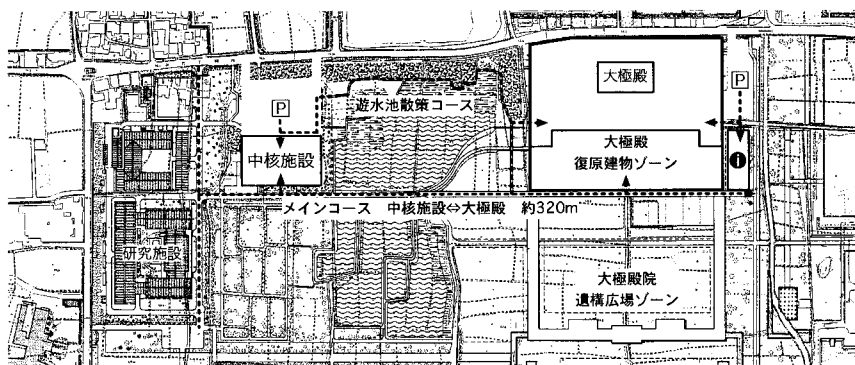 大極殿
P
P
遊水池散策コース
中核施設
大極殿
復原建物ゾーン
i
メインコース 中核施設⇔大極殿 約320m
研究施設
大極殿院
遺構広場ゾーン